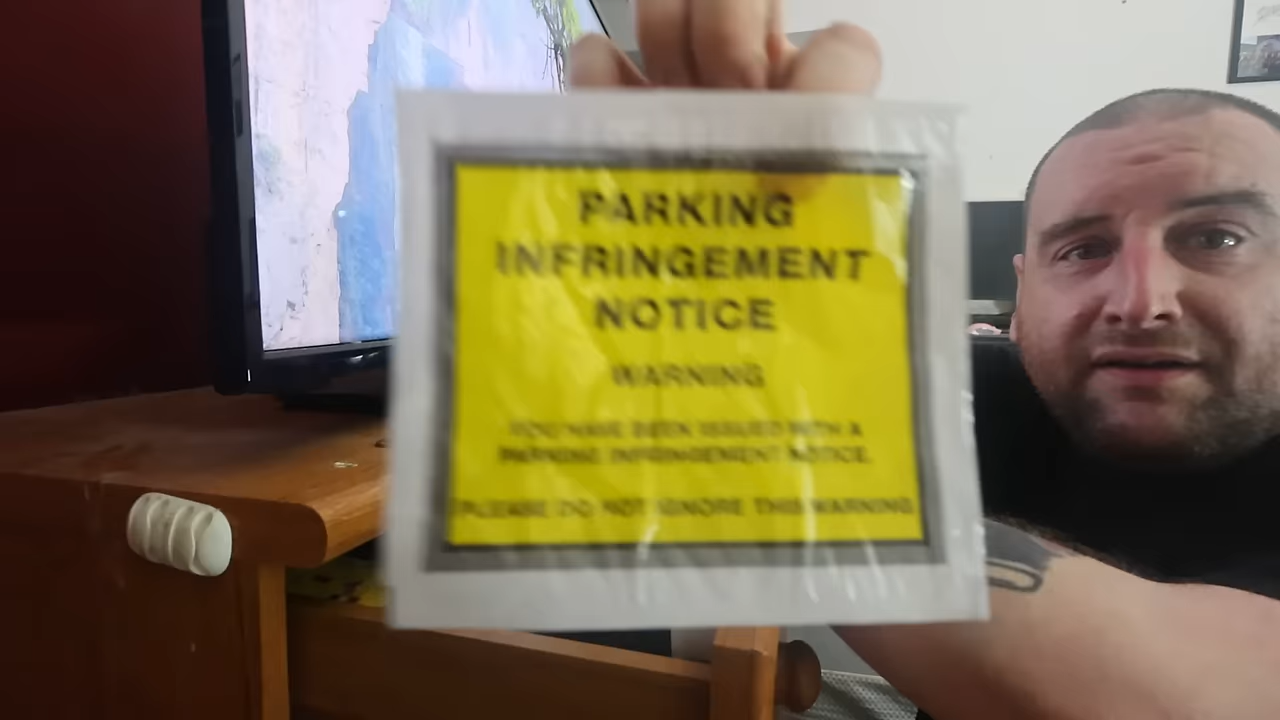 PARKING
INFRINGEMENT
NOTICE
WARNING
YOU HAVE BEEN ISSUED WITH A
PARKING INFRINGEMENT NOTICE.
PLEASE DO NOT IGNORE THIS WARNING